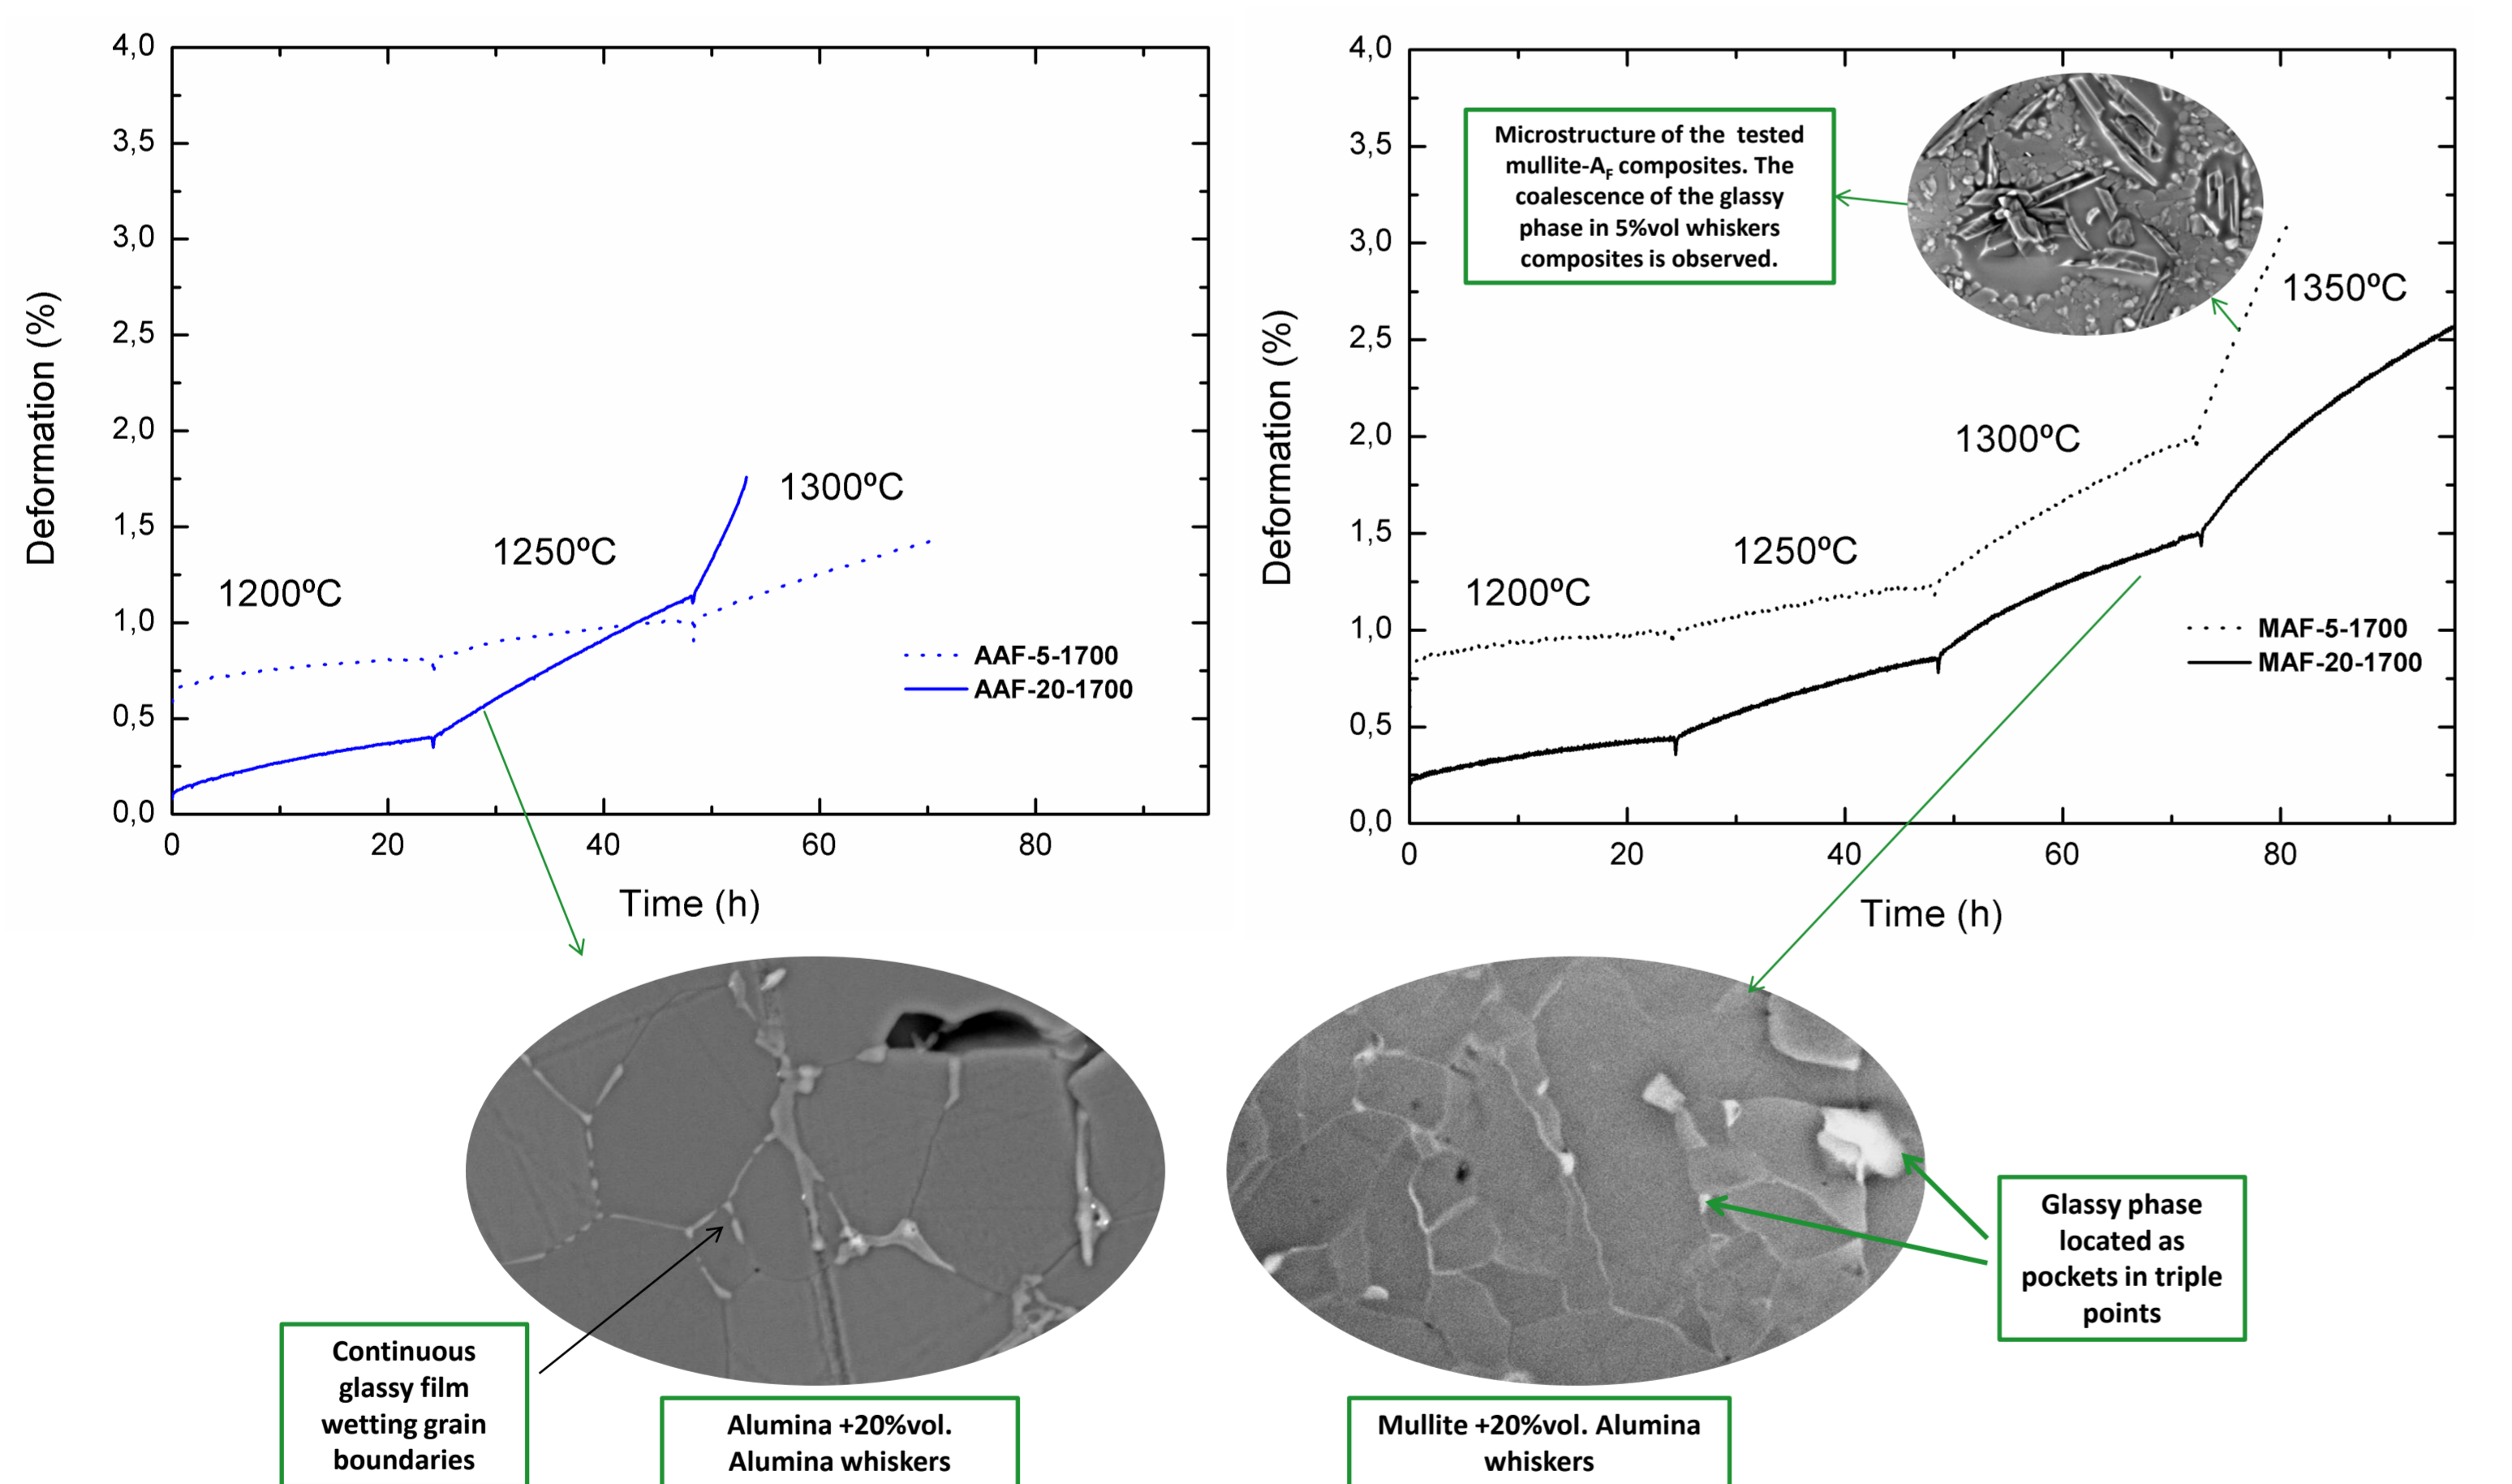 4,0
3,5
3,0
2,5
2,0
1,5
1,0
0,5
0,0
Deformation (%)
0
20
40
60
80
Time (h)
1200ºC
1250ºC
1300ºC
AAF-5-1700
AAF-20-1700
4,0
3,5
3,0
2,5
2,0
1,5
1,0
0,5
0,0
Deformation (%)
0
20
40
60
80
Time (h)
Microstructure of the tested
mullite-AF composites. The
coalescence of the glassy
phase in 5%vol whiskers
composites is observed.
1200ºC
1250ºC
1300ºC
1350ºC
MAF-5-1700
MAF-20-1700
Continuous
glassy film
wetting grain
boundaries
Alumina +20%vol.
Alumina whiskers
Mullite +20%vol. Alumina
whiskers
Glassy phase
located as
pockets in triple
points